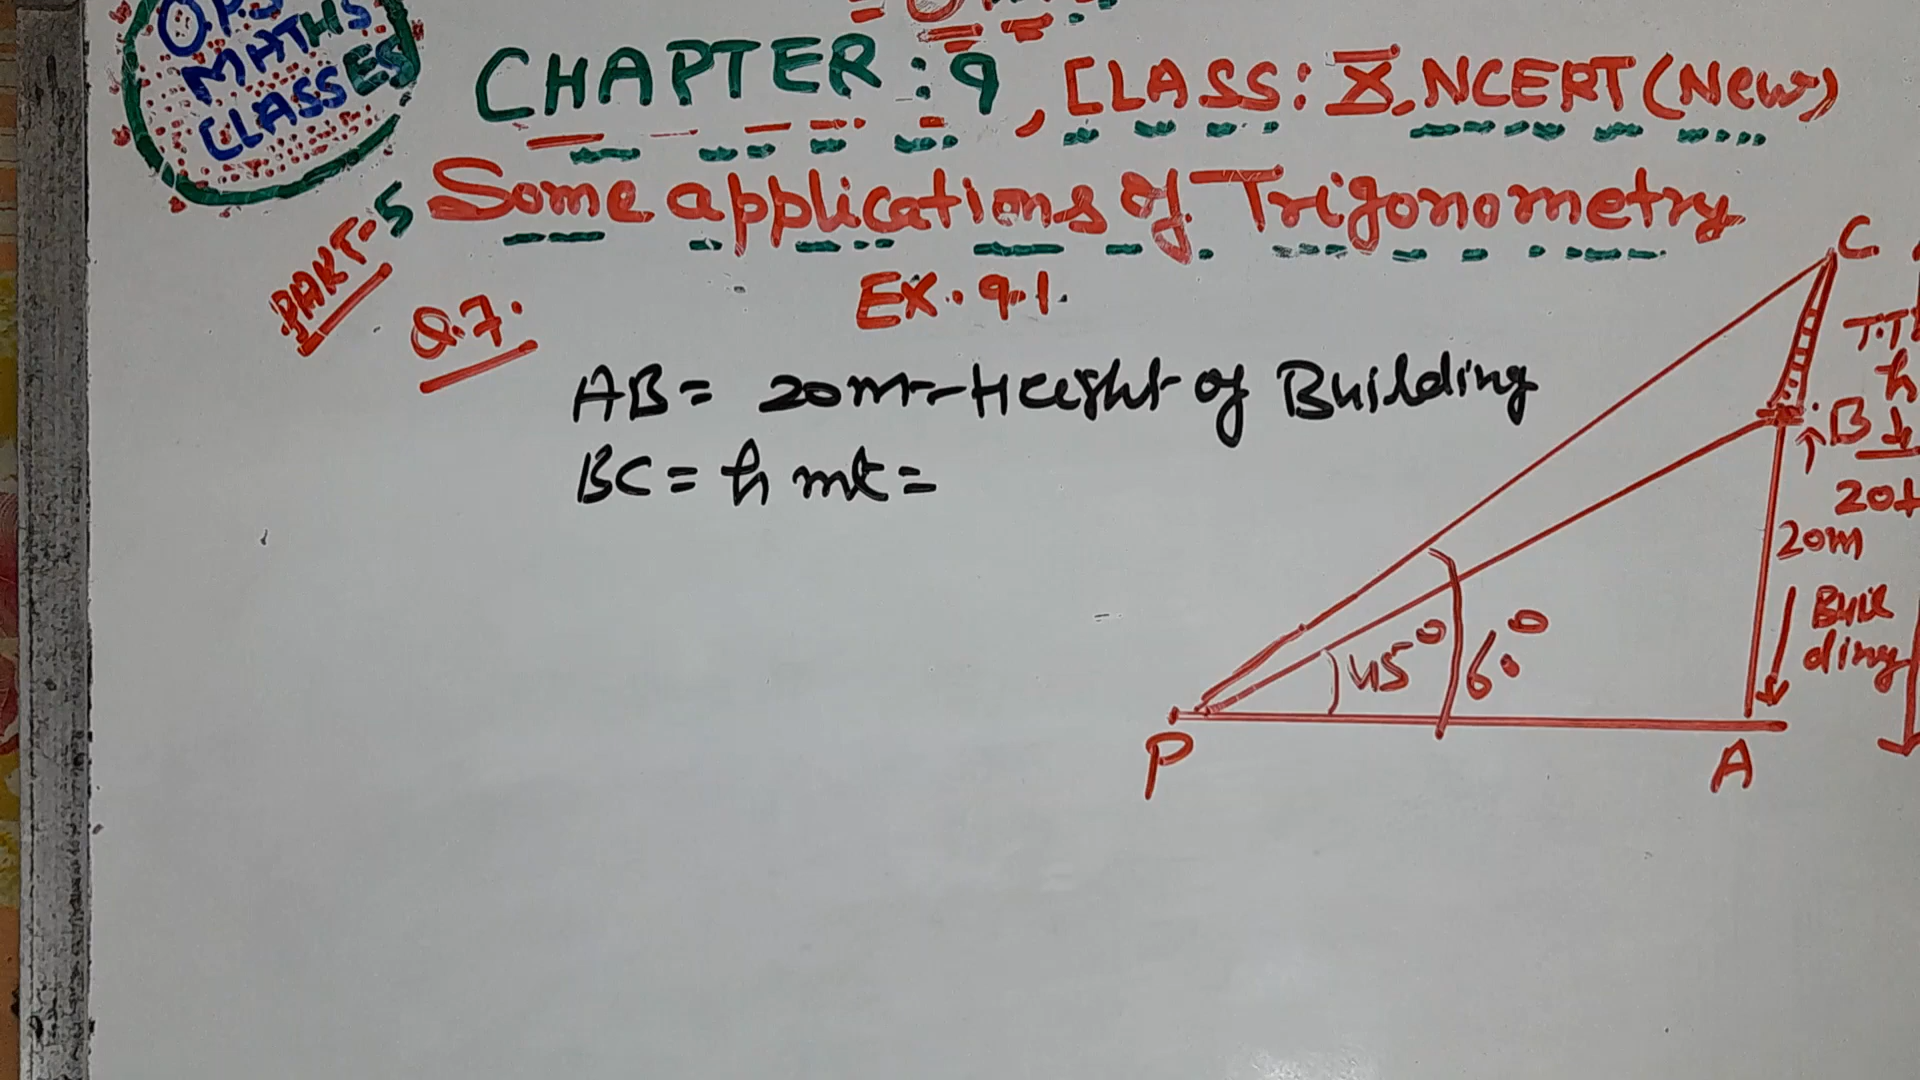 O.P.S
MATHS
CLASSES
CHAPTER : 9, CLASS: X, NCERT (New)
Some applications of Trigonometry
PART-5
EX. 9.1.
Q.7.
AB = 20m - Height of Building
BC = h mt =
C
T.T
h
B
20+
20m
Buil
ding
45° 60°
P A